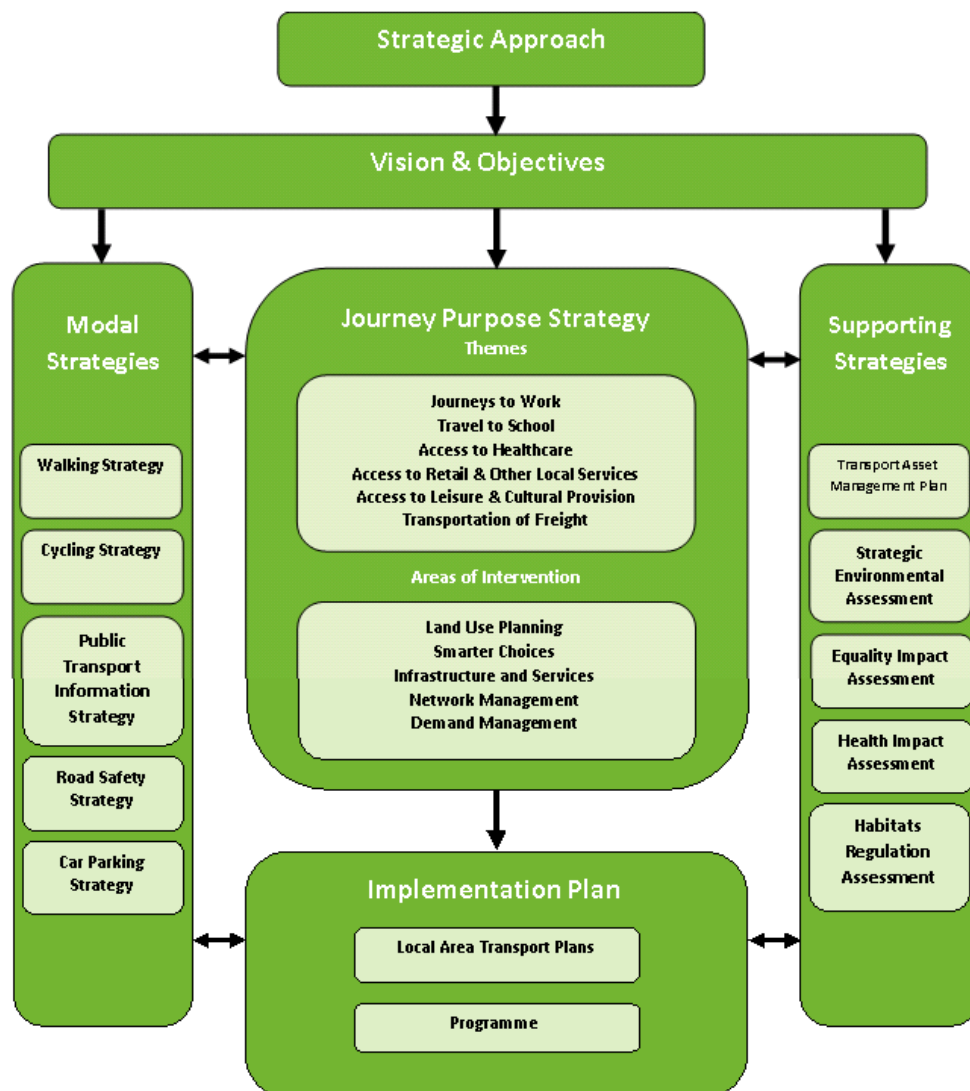 Strategic Approach
Vision & Objectives
Modal
Strategies
Walking Strategy
Cycling Strategy
Public
Transport
Information
Strategy
Road Safety
Strategy
Car Parking
Strategy
Journey Purpose Strategy
Themes
Journeys to Work
Travel to School
Access to Healthcare
Access to Retail & Other Local Services
Access to Leisure & Cultural Provision
Transportation of Freight
Areas of Intervention
Land Use Planning
Smarter Choices
Infrastructure and Services
Network Management
Demand Management
Supporting
Strategies
Transport Asset
Management Plan
Strategic
Environmental
Assessment
Equality Impact
Assessment
Health Impact
Assessment
Habitats
Regulation
Assessment
Implementation Plan
Local Area Transport Plans
Programme